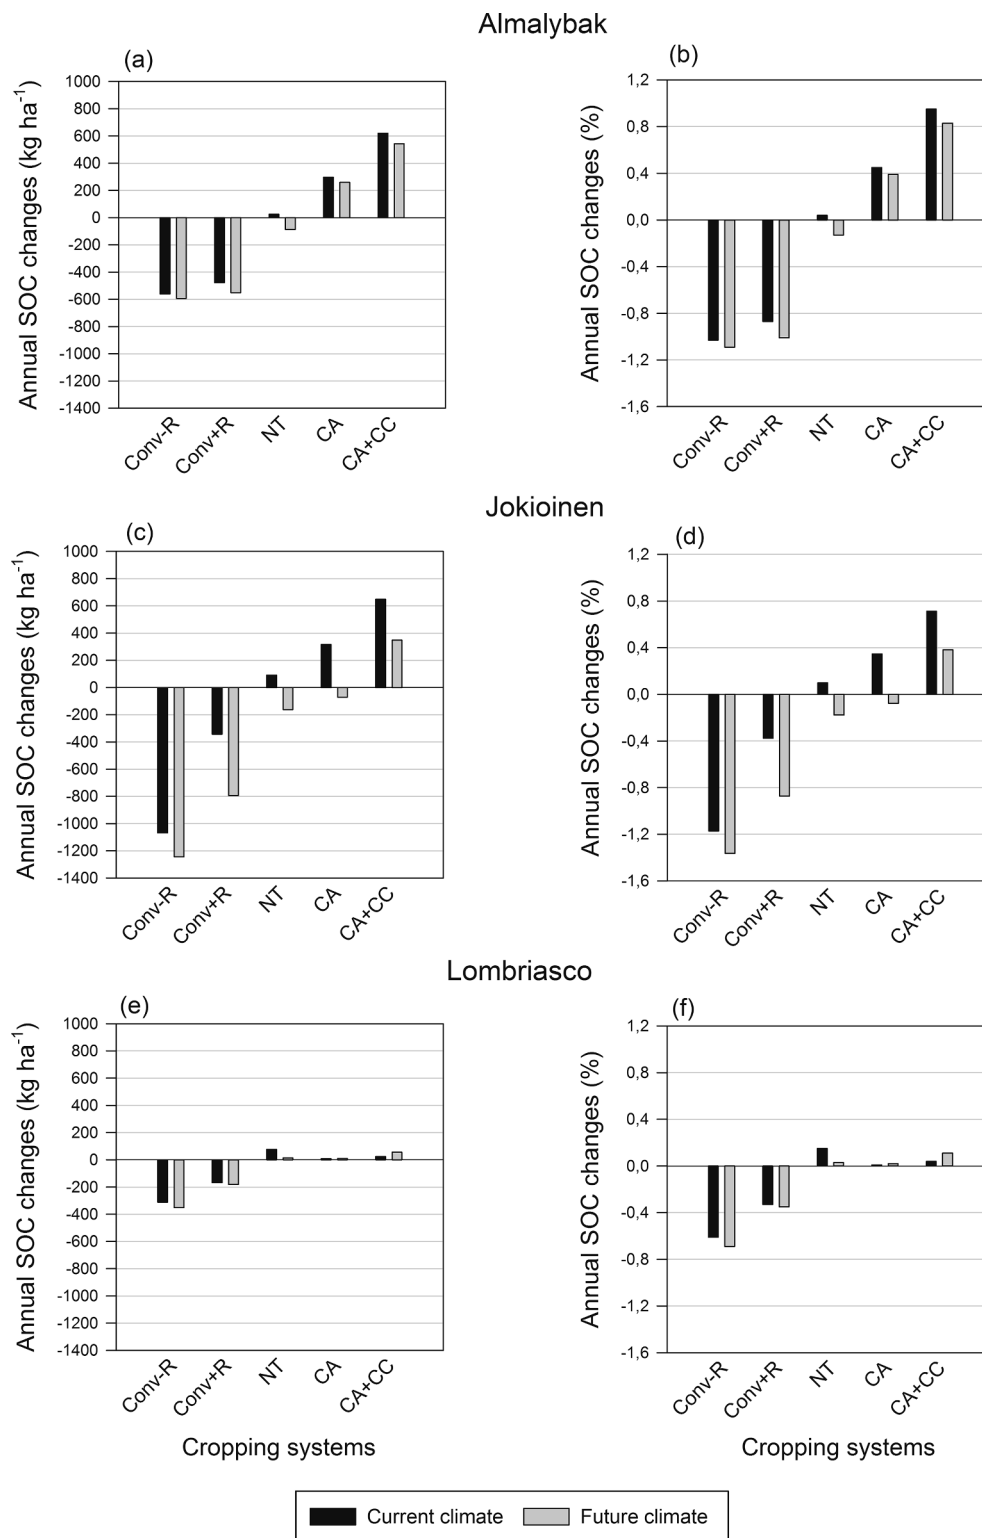 Almalybak
(a)
Annual SOC changes (kg ha⁻¹)
1000
800
600
400
200
0
-200
-400
-600
-800
-1000
-1200
-1400
Conv-R
Conv+R
NT
CA
CA+CC
(b)
Annual SOC changes (%)
1,2
0,8
0,4
0,0
-0,4
-0,8
-1,2
-1,6
Conv-R
Conv+R
NT
CA
CA+CC
Jokioinen
(c)
Annual SOC changes (kg ha⁻¹)
1000
800
600
400
200
0
-200
-400
-600
-800
-1000
-1200
-1400
Conv-R
Conv+R
NT
CA
CA+CC
(d)
Annual SOC changes (%)
1,2
0,8
0,4
0,0
-0,4
-0,8
-1,2
-1,6
Conv-R
Conv+R
NT
CA
CA+CC
Lombriasco
(e)
Annual SOC changes (kg ha⁻¹)
1000
800
600
400
200
0
-200
-400
-600
-800
-1000
-1200
-1400
Conv-R
Conv+R
NT
CA
CA+CC
Cropping systems
(f)
Annual SOC changes (%)
1,2
0,8
0,4
0,0
-0,4
-0,8
-1,2
-1,6
Conv-R
Conv+R
NT
CA
CA+CC
Cropping systems
Current climate
Future climate